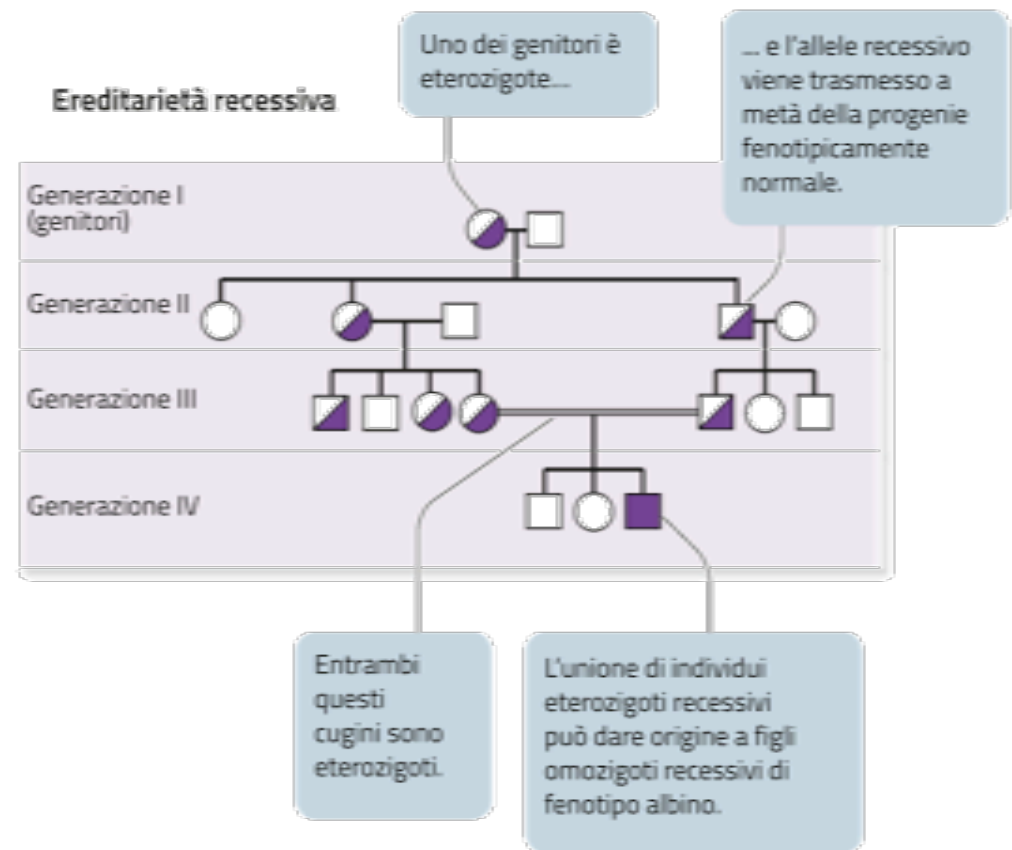 Ereditarietà recessiva
Uno dei genitori è
eterozigote....
.... e l'allele recessivo
viene trasmesso a
metà della progenie
fenotipicamente
normale.
Generazione I
(genitori)
Generazione II
Generazione III
Generazione IV
Entrambi
questi
cugini sono
eterozigoti.
L'unione di individui
eterozigoti recessivi
può dare origine a figli
omozigoti recessivi di
fenotipo albino.